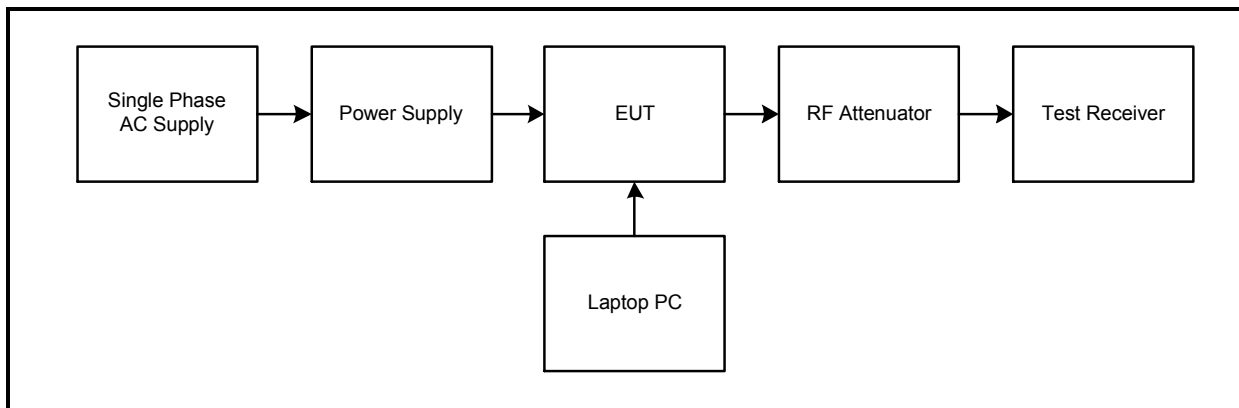 Single Phase
AC Supply
Power Supply
EUT
RF Attenuator
Test Receiver
Laptop PC